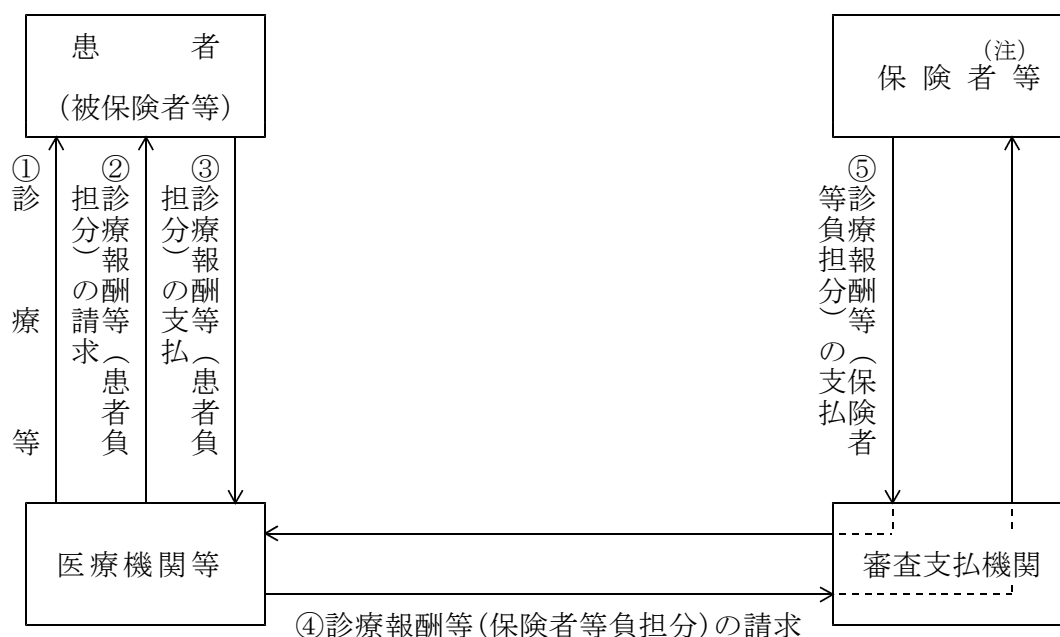 患者
(被保険者等)
(注)
保険者等
①診療等
②診療報酬等(患者負
担分)の請求
③診療報酬等(患者負
担分)の支払
⑤診療報酬等(保険者
等負担分)の支払
医療機関等
審査支払機関
④診療報酬等(保険者等負担分)の請求